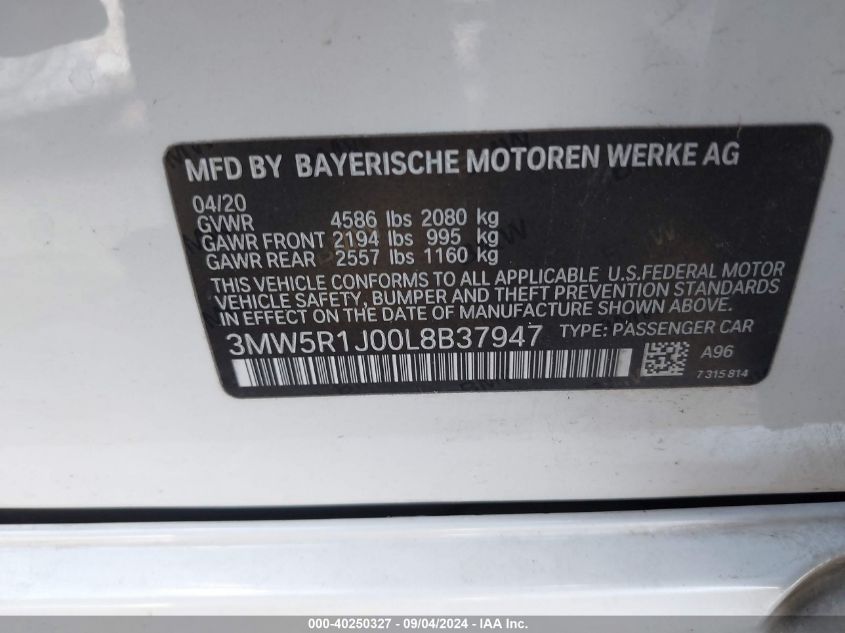 MFD BY BAYERISCHE MOTOREN WERKE AG
04/20
GVWR 4586 lbs 2080 kg
GAWR FRONT 2194 lbs 995 kg
GAWR REAR 2557 lbs 1160 kg
THIS VEHICLE CONFORMS TO ALL APPLICABLE U.S.FEDERAL MOTOR
VEHICLE SAFETY, BUMPER AND THEFT PREVENTION STANDARDS
IN EFFECT ON THE DATE OF MANUFACTURE SHOWN ABOVE.
3MW5R1J00L8B37947 TYPE: PASSENGER CAR
A96
7 315 814
000-40250327 - 09/04/2024 - IAA Inc.